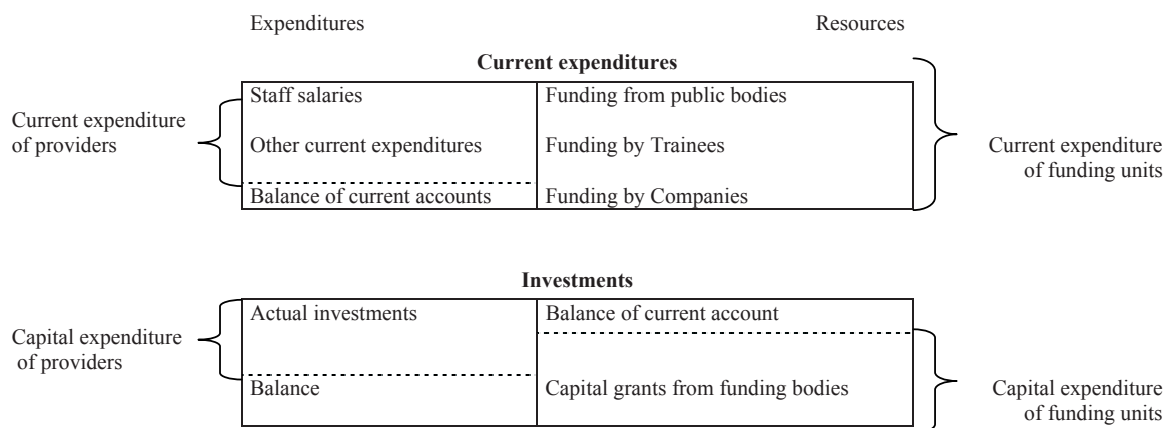 Expenditures Resources
Current expenditures
Staff salaries Funding from public bodies
Current expenditure
of providers
Other current expenditures Funding by Trainees
Current expenditure
of funding units
Balance of current accounts Funding by Companies
Investments
Actual investments Balance of current account
Capital expenditure
of providers
Balance Capital grants from funding bodies
Capital expenditure
of funding units